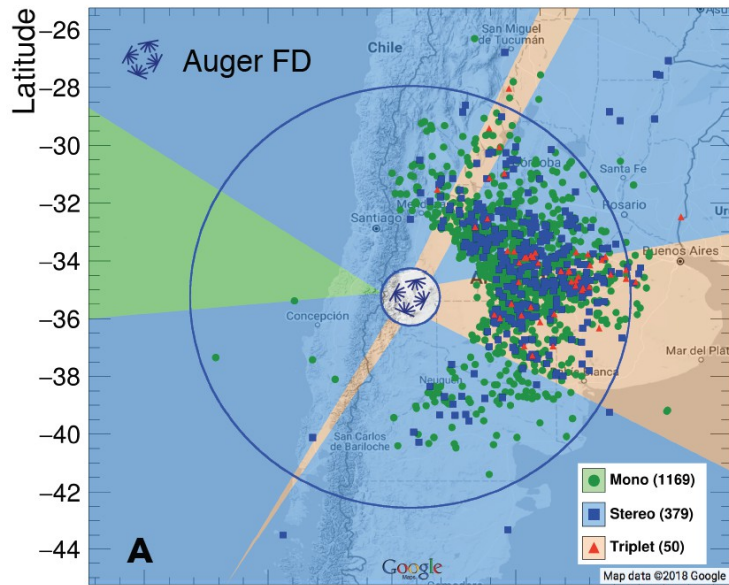 Latitude
−26
−28
−30
−32
−34
−36
−38
−40
−42
−44
Auger FD
Chile
San Miguel
de Tucumán
Santa Fe
Rosario
Santiago
Buenos Aires
Concepción
Mar del Plat
Neuquén
San Carlos
de Bariloche
A
Mono (1169)
Stereo (379)
Triplet (50)
Google
Maps
Map data ©2018 Google